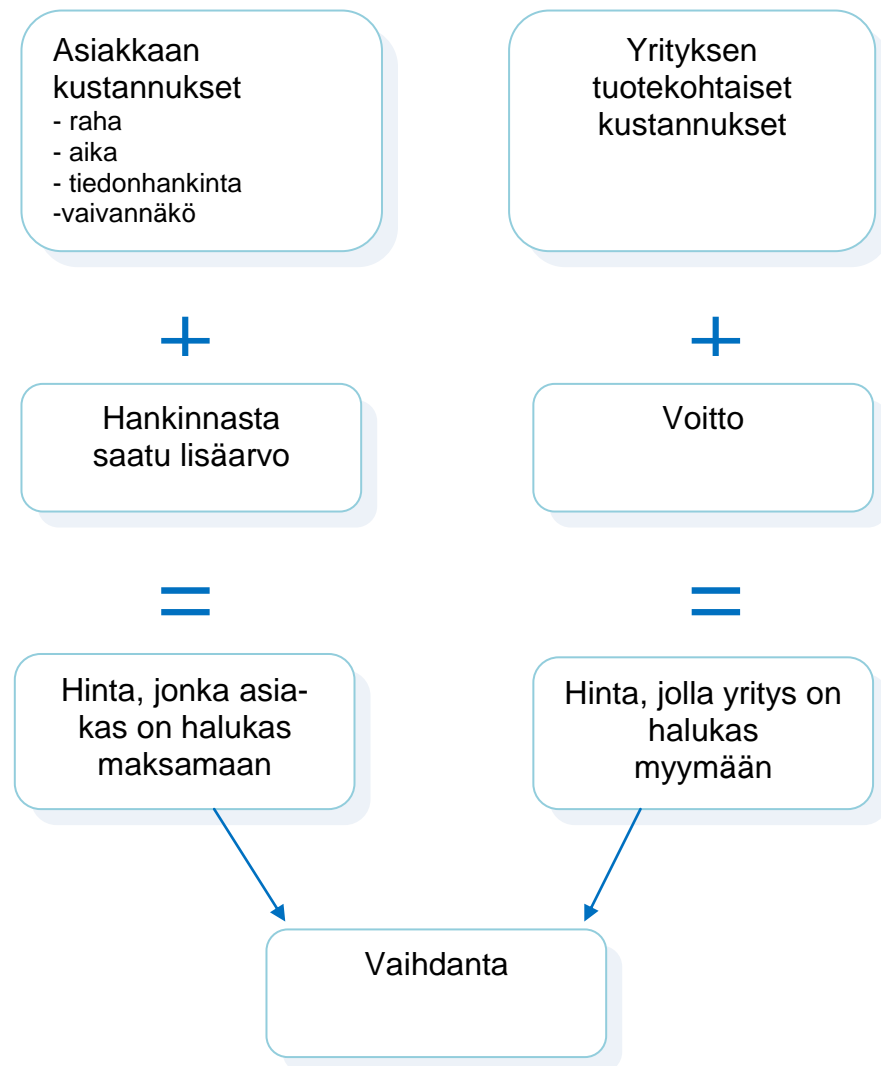 Asiakkaan
kustannukset
- raha
- aika
- tiedonhankinta
-vaivannäkö
Yrityksen
tuotekohtaiset
kustannukset
+
+
Hankinnasta
saatu lisäarvo
Voitto
=
=
Hinta, jonka asia-
kas on halukas
maksamaan
Hinta, jolla yritys on
halukas
myymään
Vaihdanta